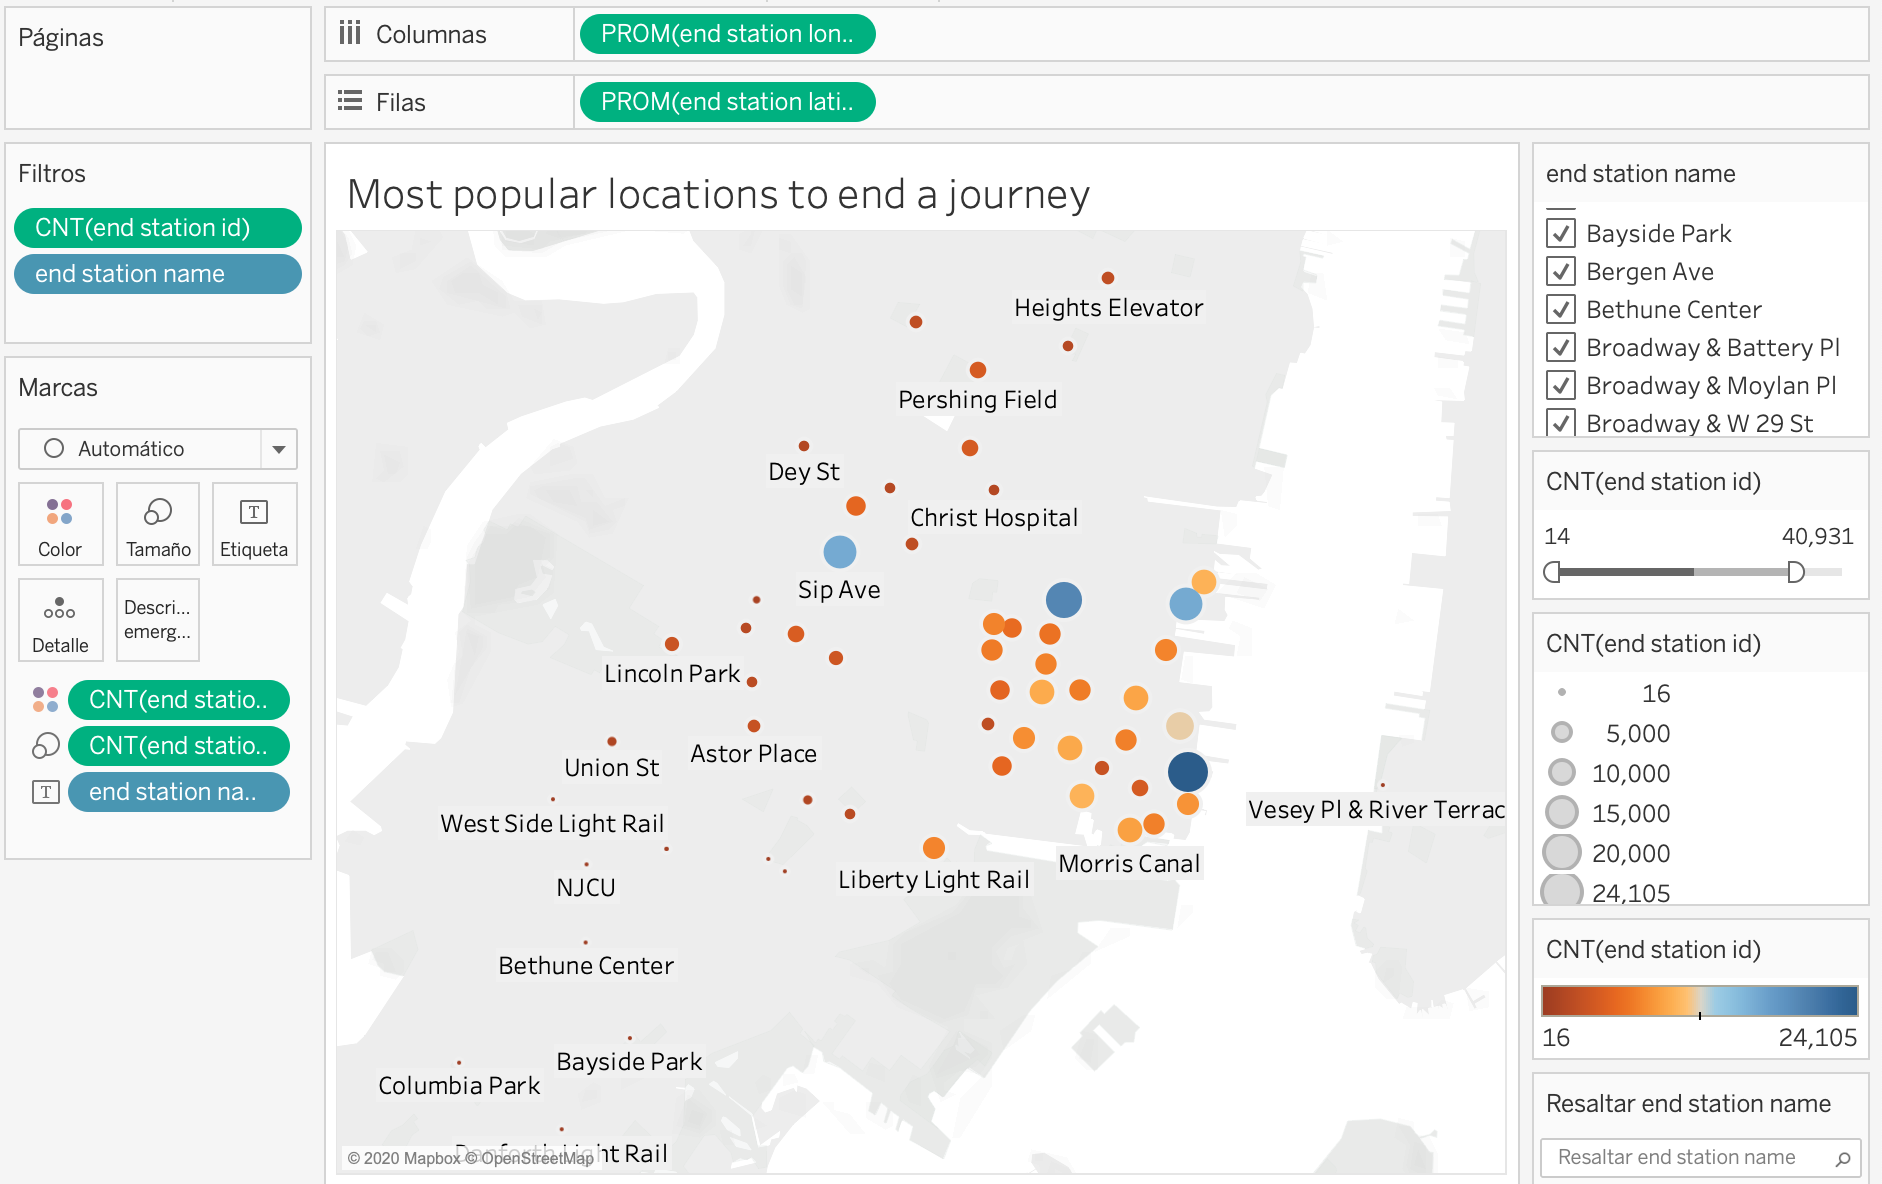 Páginas
Columnas
PROM(end station lon..
Filas
PROM(end station lati..
Filtros
CNT(end station id)
end station name
Marcas
Automático
Color
Tamaño
T
Etiqueta
Detalle
Descri...
emerg...
CNT(end statio..
CNT(end statio..
T
end station na..
Most popular locations to end a journey
Heights Elevator
Pershing Field
Dey St
Christ Hospital
Sip Ave
Lincoln Park
Astor Place
Union St
West Side Light Rail
Vesey Pl & River Terrac
Morris Canal
Liberty Light Rail
NJCU
Bethune Center
Bayside Park
Columbia Park
Danforth Light Rail
© 2020 Mapbox © OpenStreetMap
end station name
Bayside Park
Bergen Ave
Bethune Center
Broadway & Battery Pl
Broadway & Moylan Pl
Broadway & W 29 St
CNT(end station id)
14
40,931
CNT(end station id)
16
5,000
10,000
15,000
20,000
24,105
CNT(end station id)
16
24,105
Resaltar end station name
Resaltar end station name